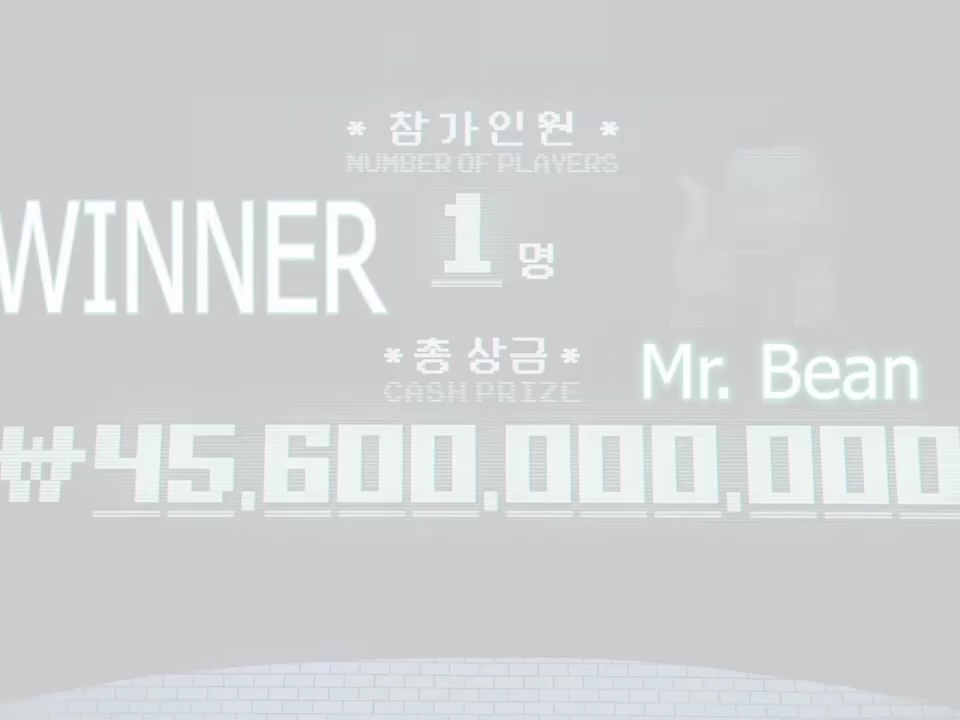 * 참가인원 *
NUMBER OF PLAYERS
WINNER
1 명
* 총 상금 *
CASH PRIZE
Mr. Bean
₩45,600,000,000